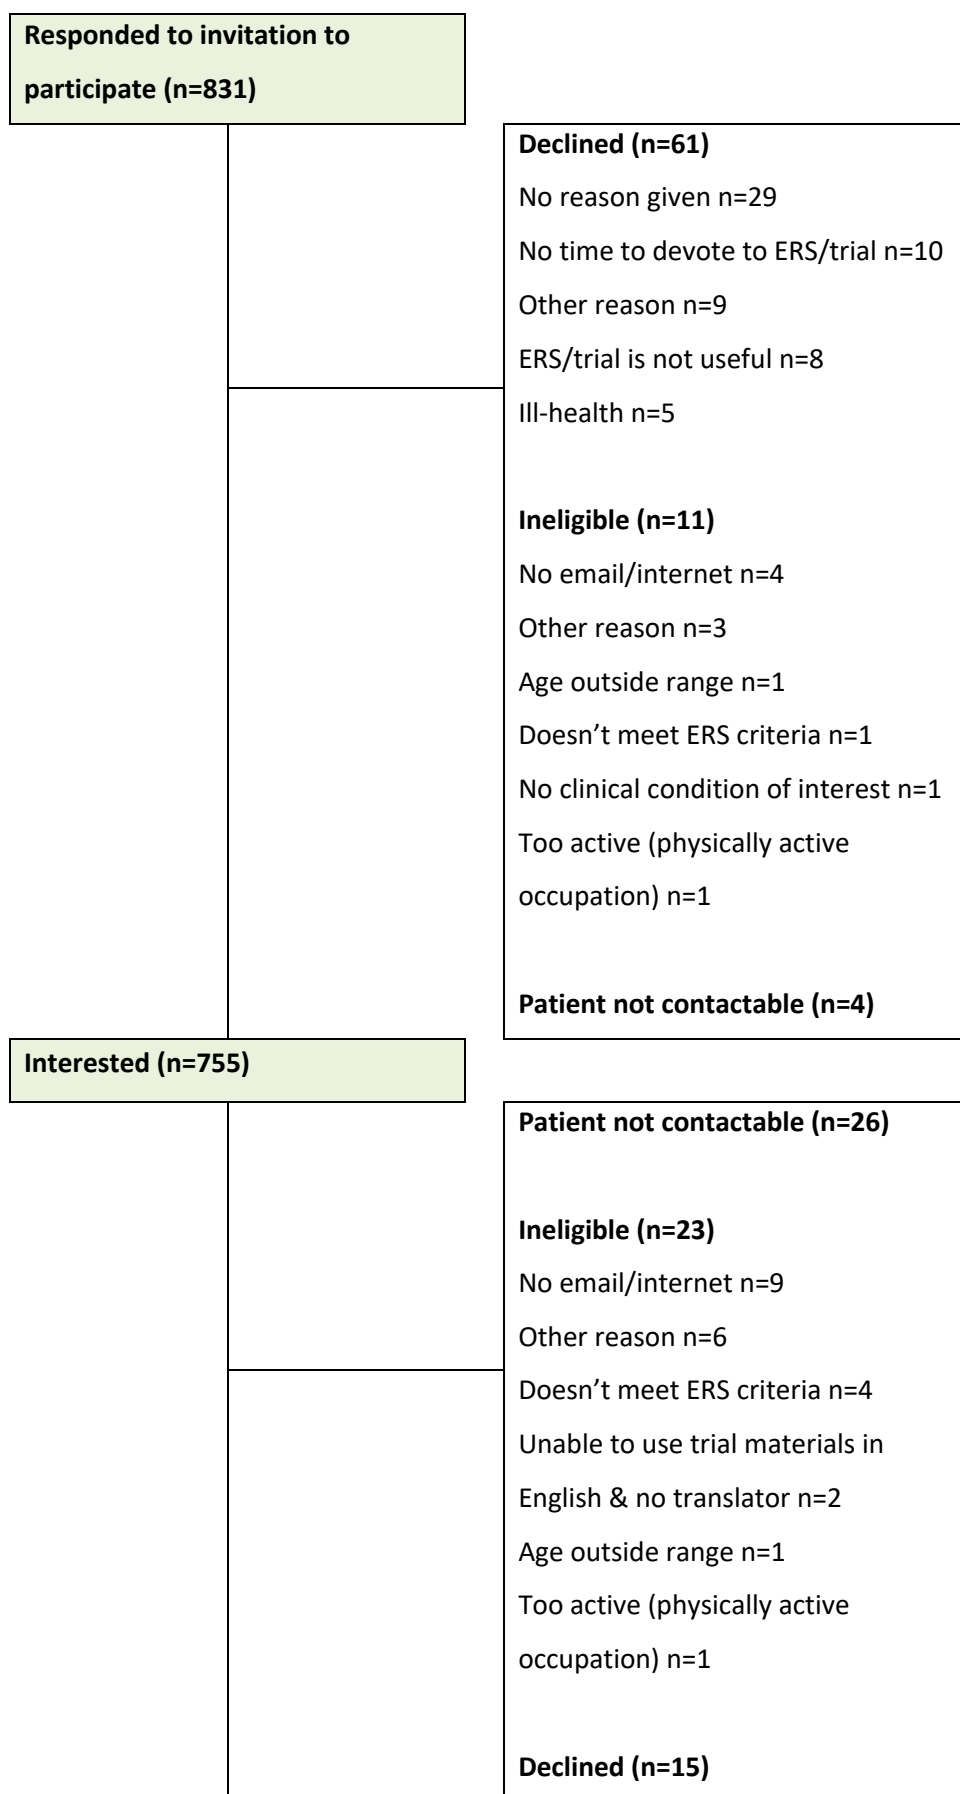 Responded to invitation to
participate (n=831)
Declined (n=61)
No reason given n=29
No time to devote to ERS/trial n=10
Other reason n=9
ERS/trial is not useful n=8
Ill-health n=5
Ineligible (n=11)
No email/internet n=4
Other reason n=3
Age outside range n=1
Doesn’t meet ERS criteria n=1
No clinical condition of interest n=1
Too active (physically active
occupation) n=1
Patient not contactable (n=4)
Interested (n=755)
Patient not contactable (n=26)
Ineligible (n=23)
No email/internet n=9
Other reason n=6
Doesn’t meet ERS criteria n=4
Unable to use trial materials in
English & no translator n=2
Age outside range n=1
Too active (physically active
occupation) n=1
Declined (n=15)